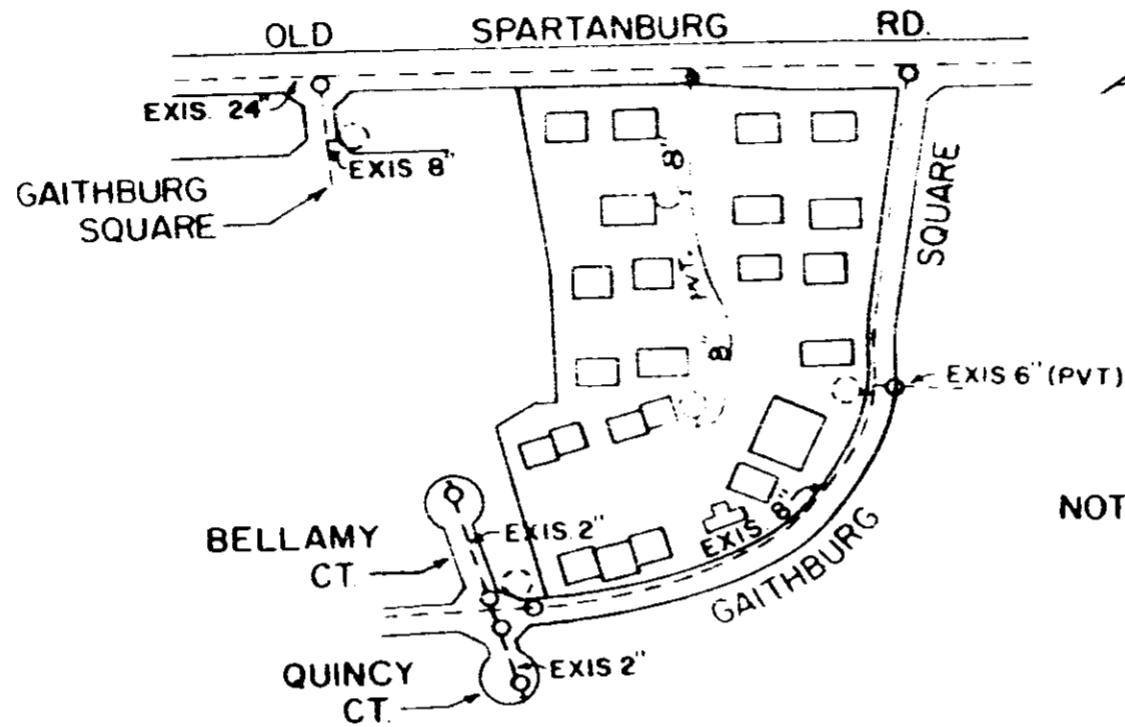 OLD SPARTANBURG RD.
EXIS. 24"
EXIS 8"
GAITHBURG
SQUARE
8"
PVT.
8"
SQUARE
EXIS 6" (PVT)
EXIS. 8"
GAITHBURG
NOT
BELLAMY
CT.
EXIS. 2"
QUINCY
CT.
EXIS 2"